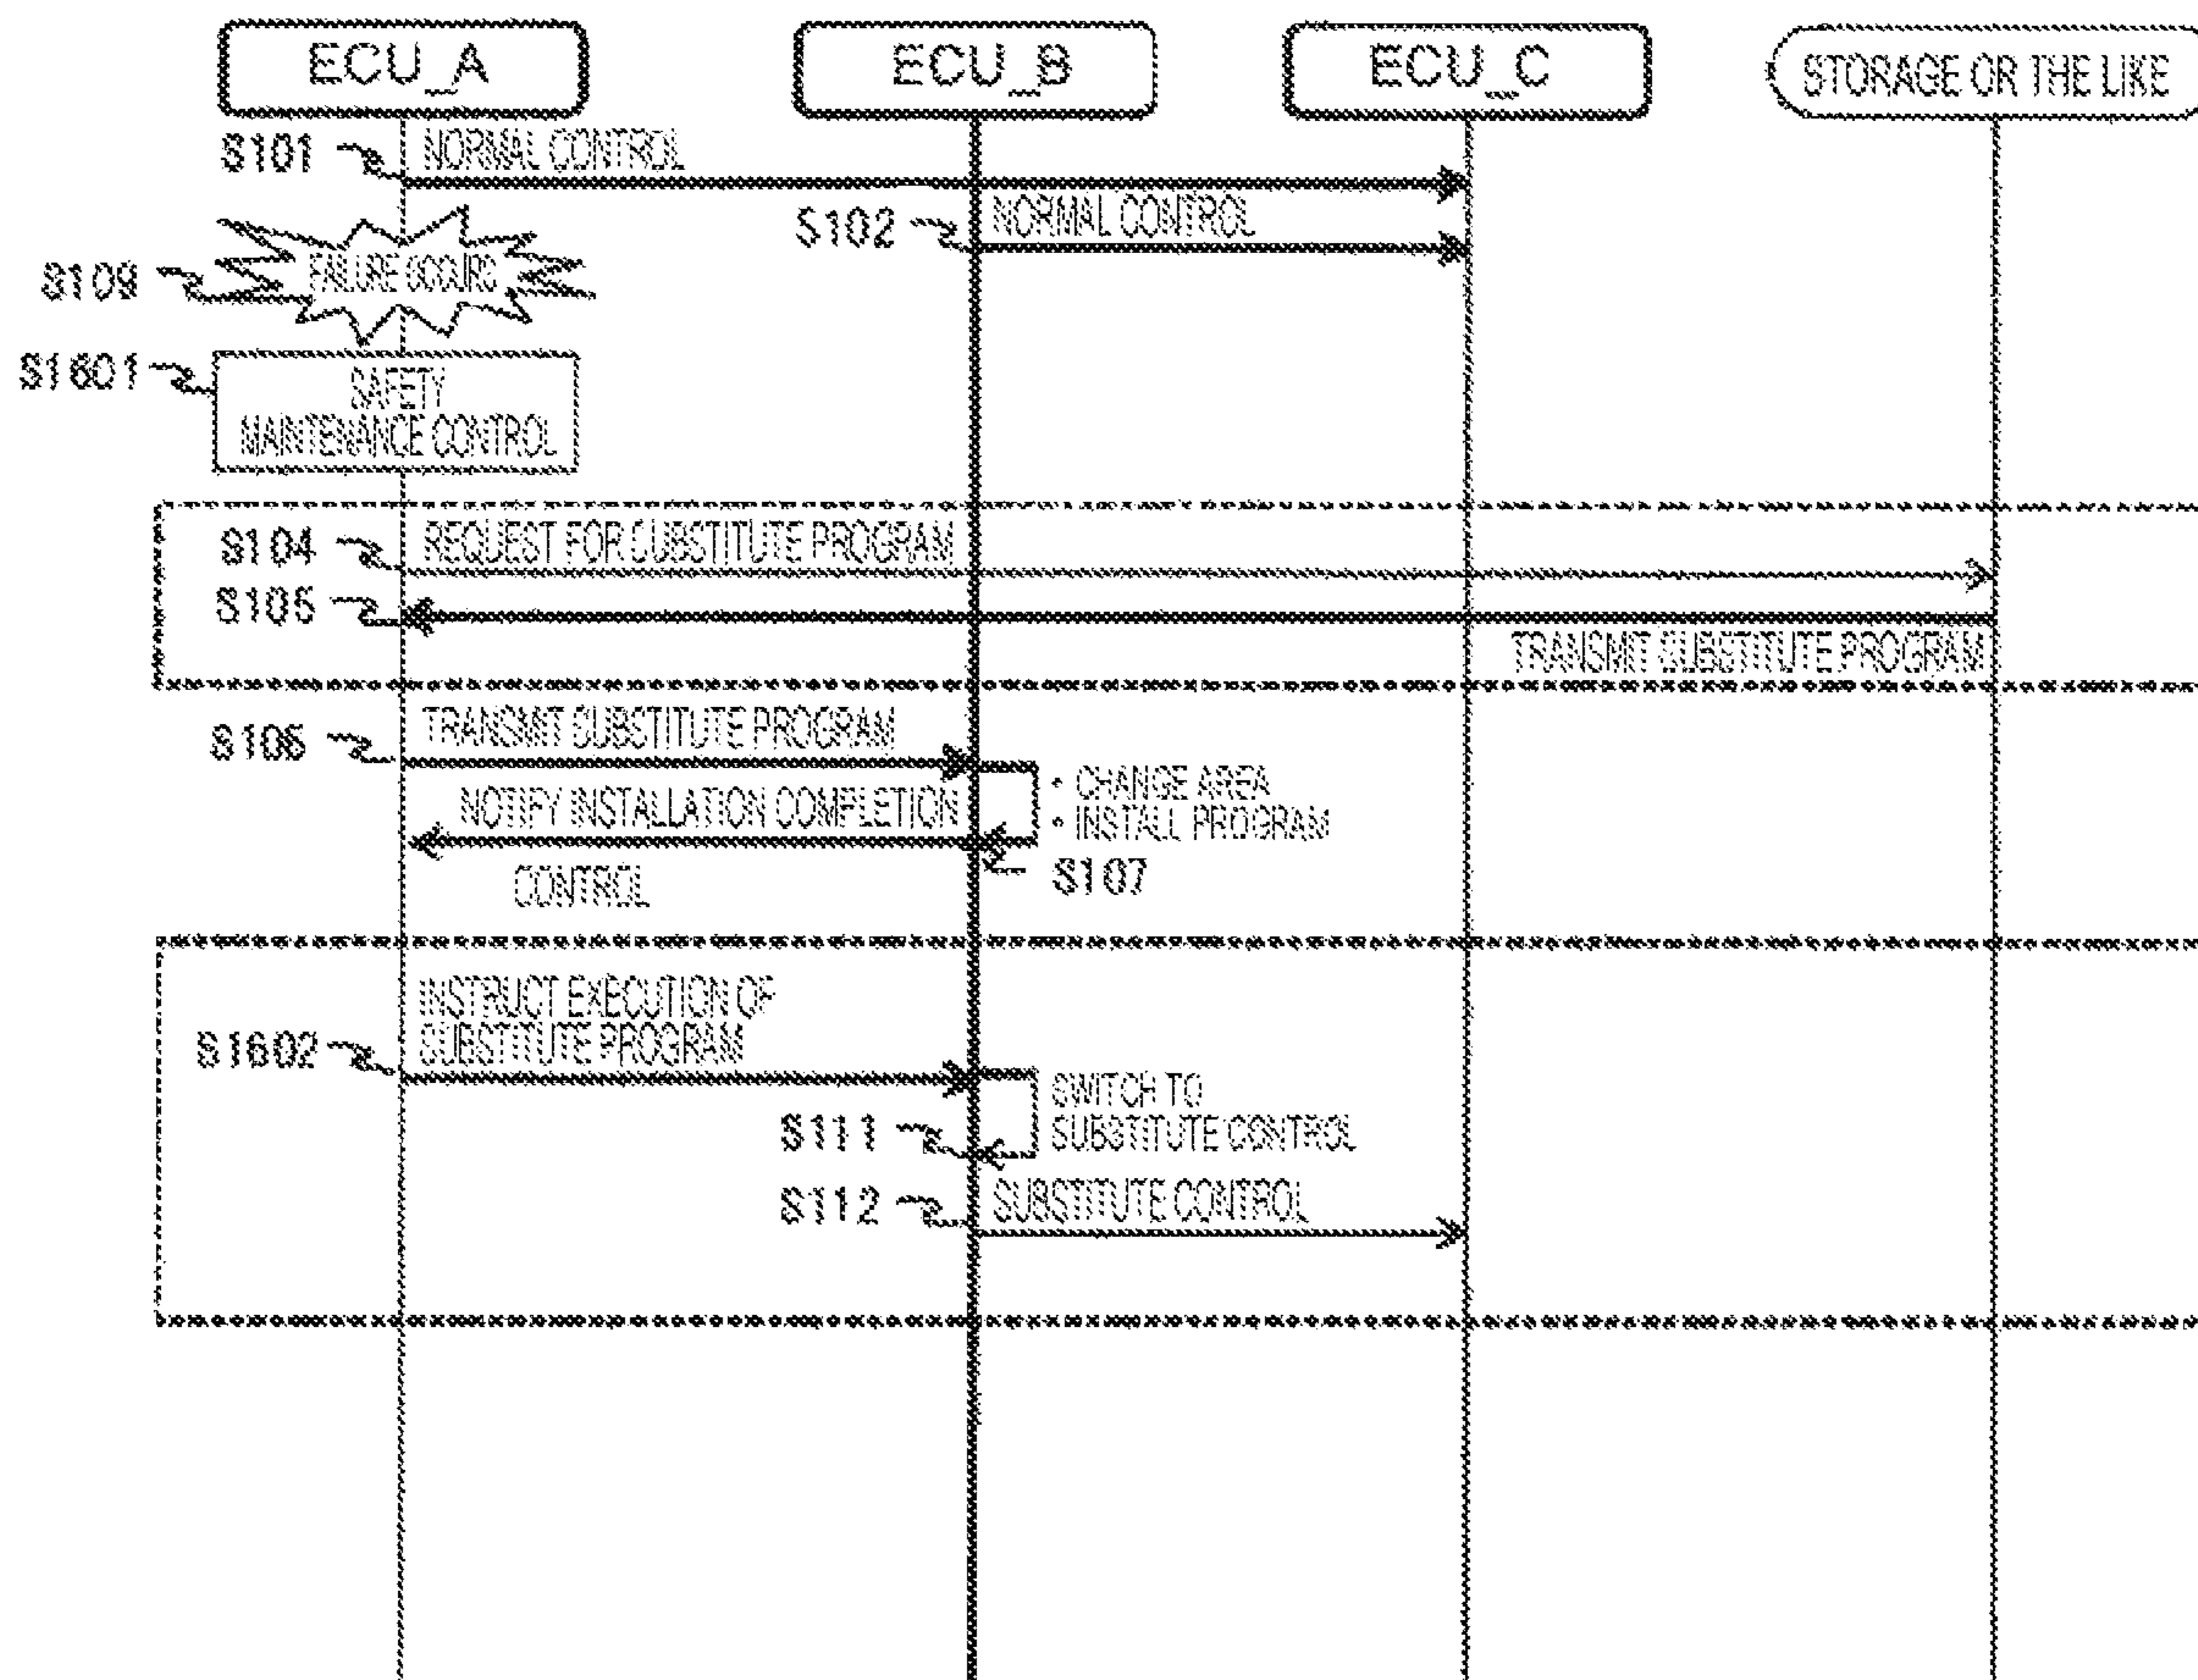 ECU_A
ECU_B
ECU_C
STORAGE OR THE LIKE
S101
NORMAL CONTROL
S102
NORMAL CONTROL
S109
FAILURE OCCURS
S1601
SAFETY
MAINTENANCE CONTROL
S104
REQUEST FOR SUBSTITUTE PROGRAM
S105
TRANSMIT SUBSTITUTE PROGRAM
S106
TRANSMIT SUBSTITUTE PROGRAM
• CHANGE AREA
• INSTALL PROGRAM
NOTIFY INSTALLATION COMPLETION
S107
CONTROL
INSTRUCT EXECUTION OF
SUBSTITUTE PROGRAM
S1602
SWITCH TO
SUBSTITUTE CONTROL
S111
S112
SUBSTITUTE CONTROL